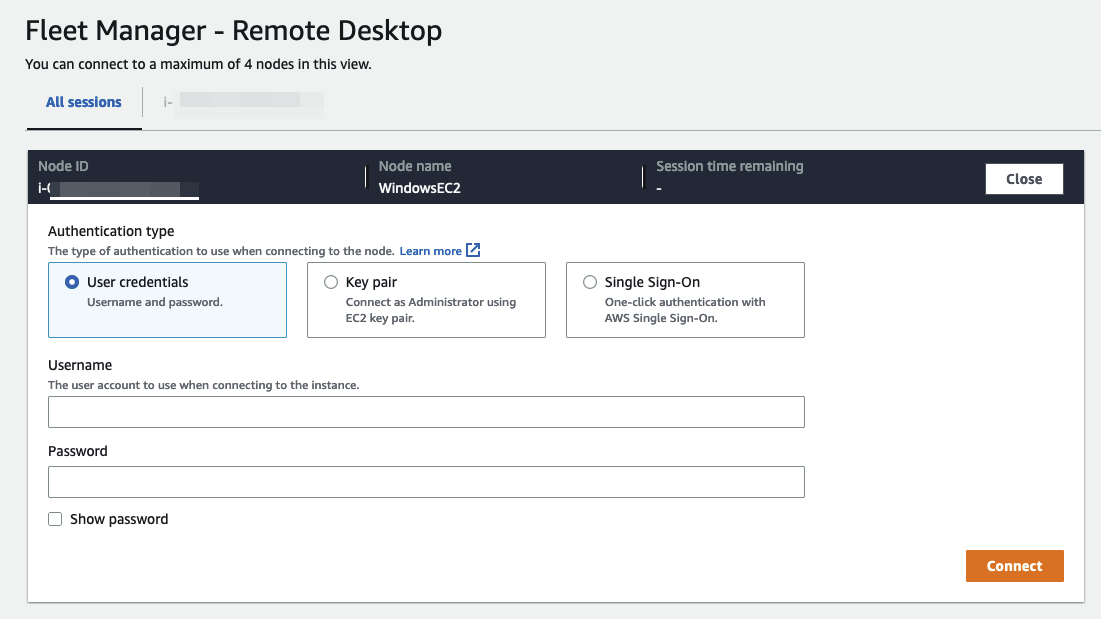 Fleet Manager - Remote Desktop
You can connect to a maximum of 4 nodes in this view.
All sessions
i-
Node ID
Node name
Session time remaining
i-
WindowsEC2
-
Close
Authentication type
The type of authentication to use when connecting to the node. Learn more
User credentials
Username and password.
Key pair
Connect as Administrator using
EC2 key pair.
Single Sign-On
One-click authentication with
AWS Single Sign-On.
Username
The user account to use when connecting to the instance.
Password
Show password
Connect